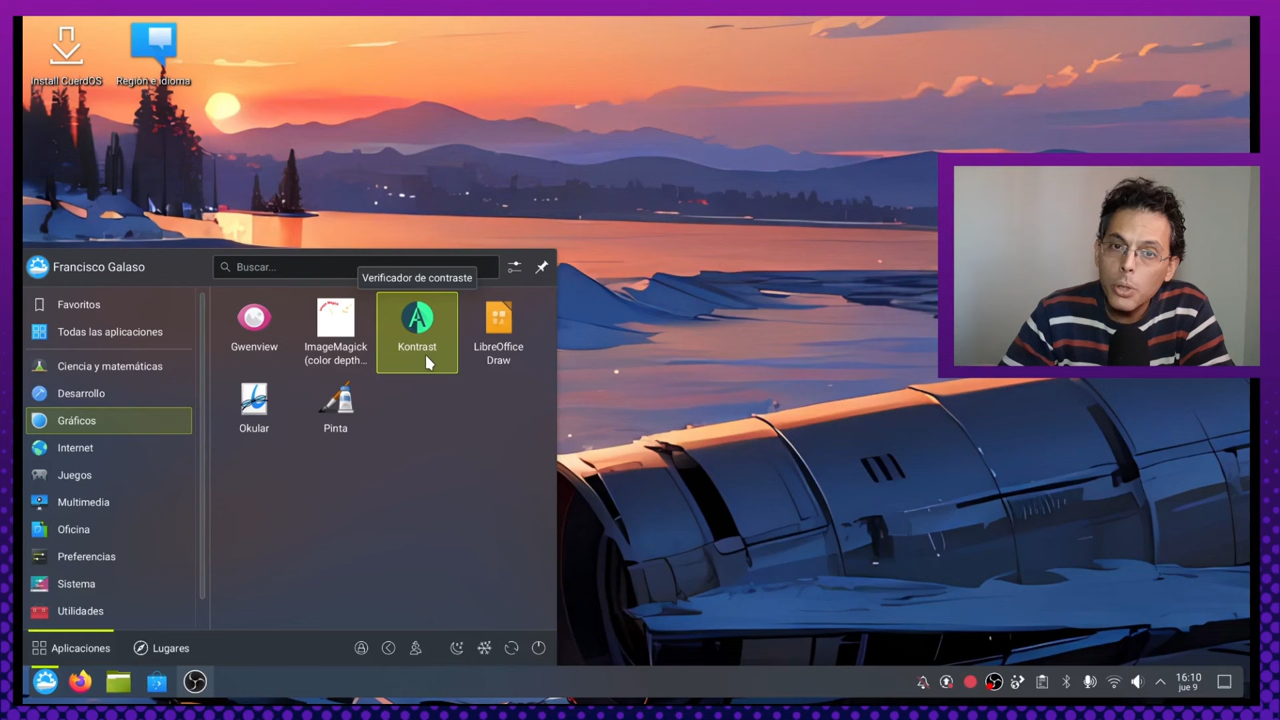 Install CuerdOS
Región e idioma
Francisco Galaso
Buscar...
Verificador de contraste
Favoritos
Todas las aplicaciones
Ciencia y matemáticas
Desarrollo
Gráficos
Internet
Juegos
Multimedia
Oficina
Preferencias
Sistema
Utilidades
Gwenview
ImageMagick
(color depth...
Kontrast
LibreOffice
Draw
Okular
Pinta
Aplicaciones
Lugares
16:10
jue 9